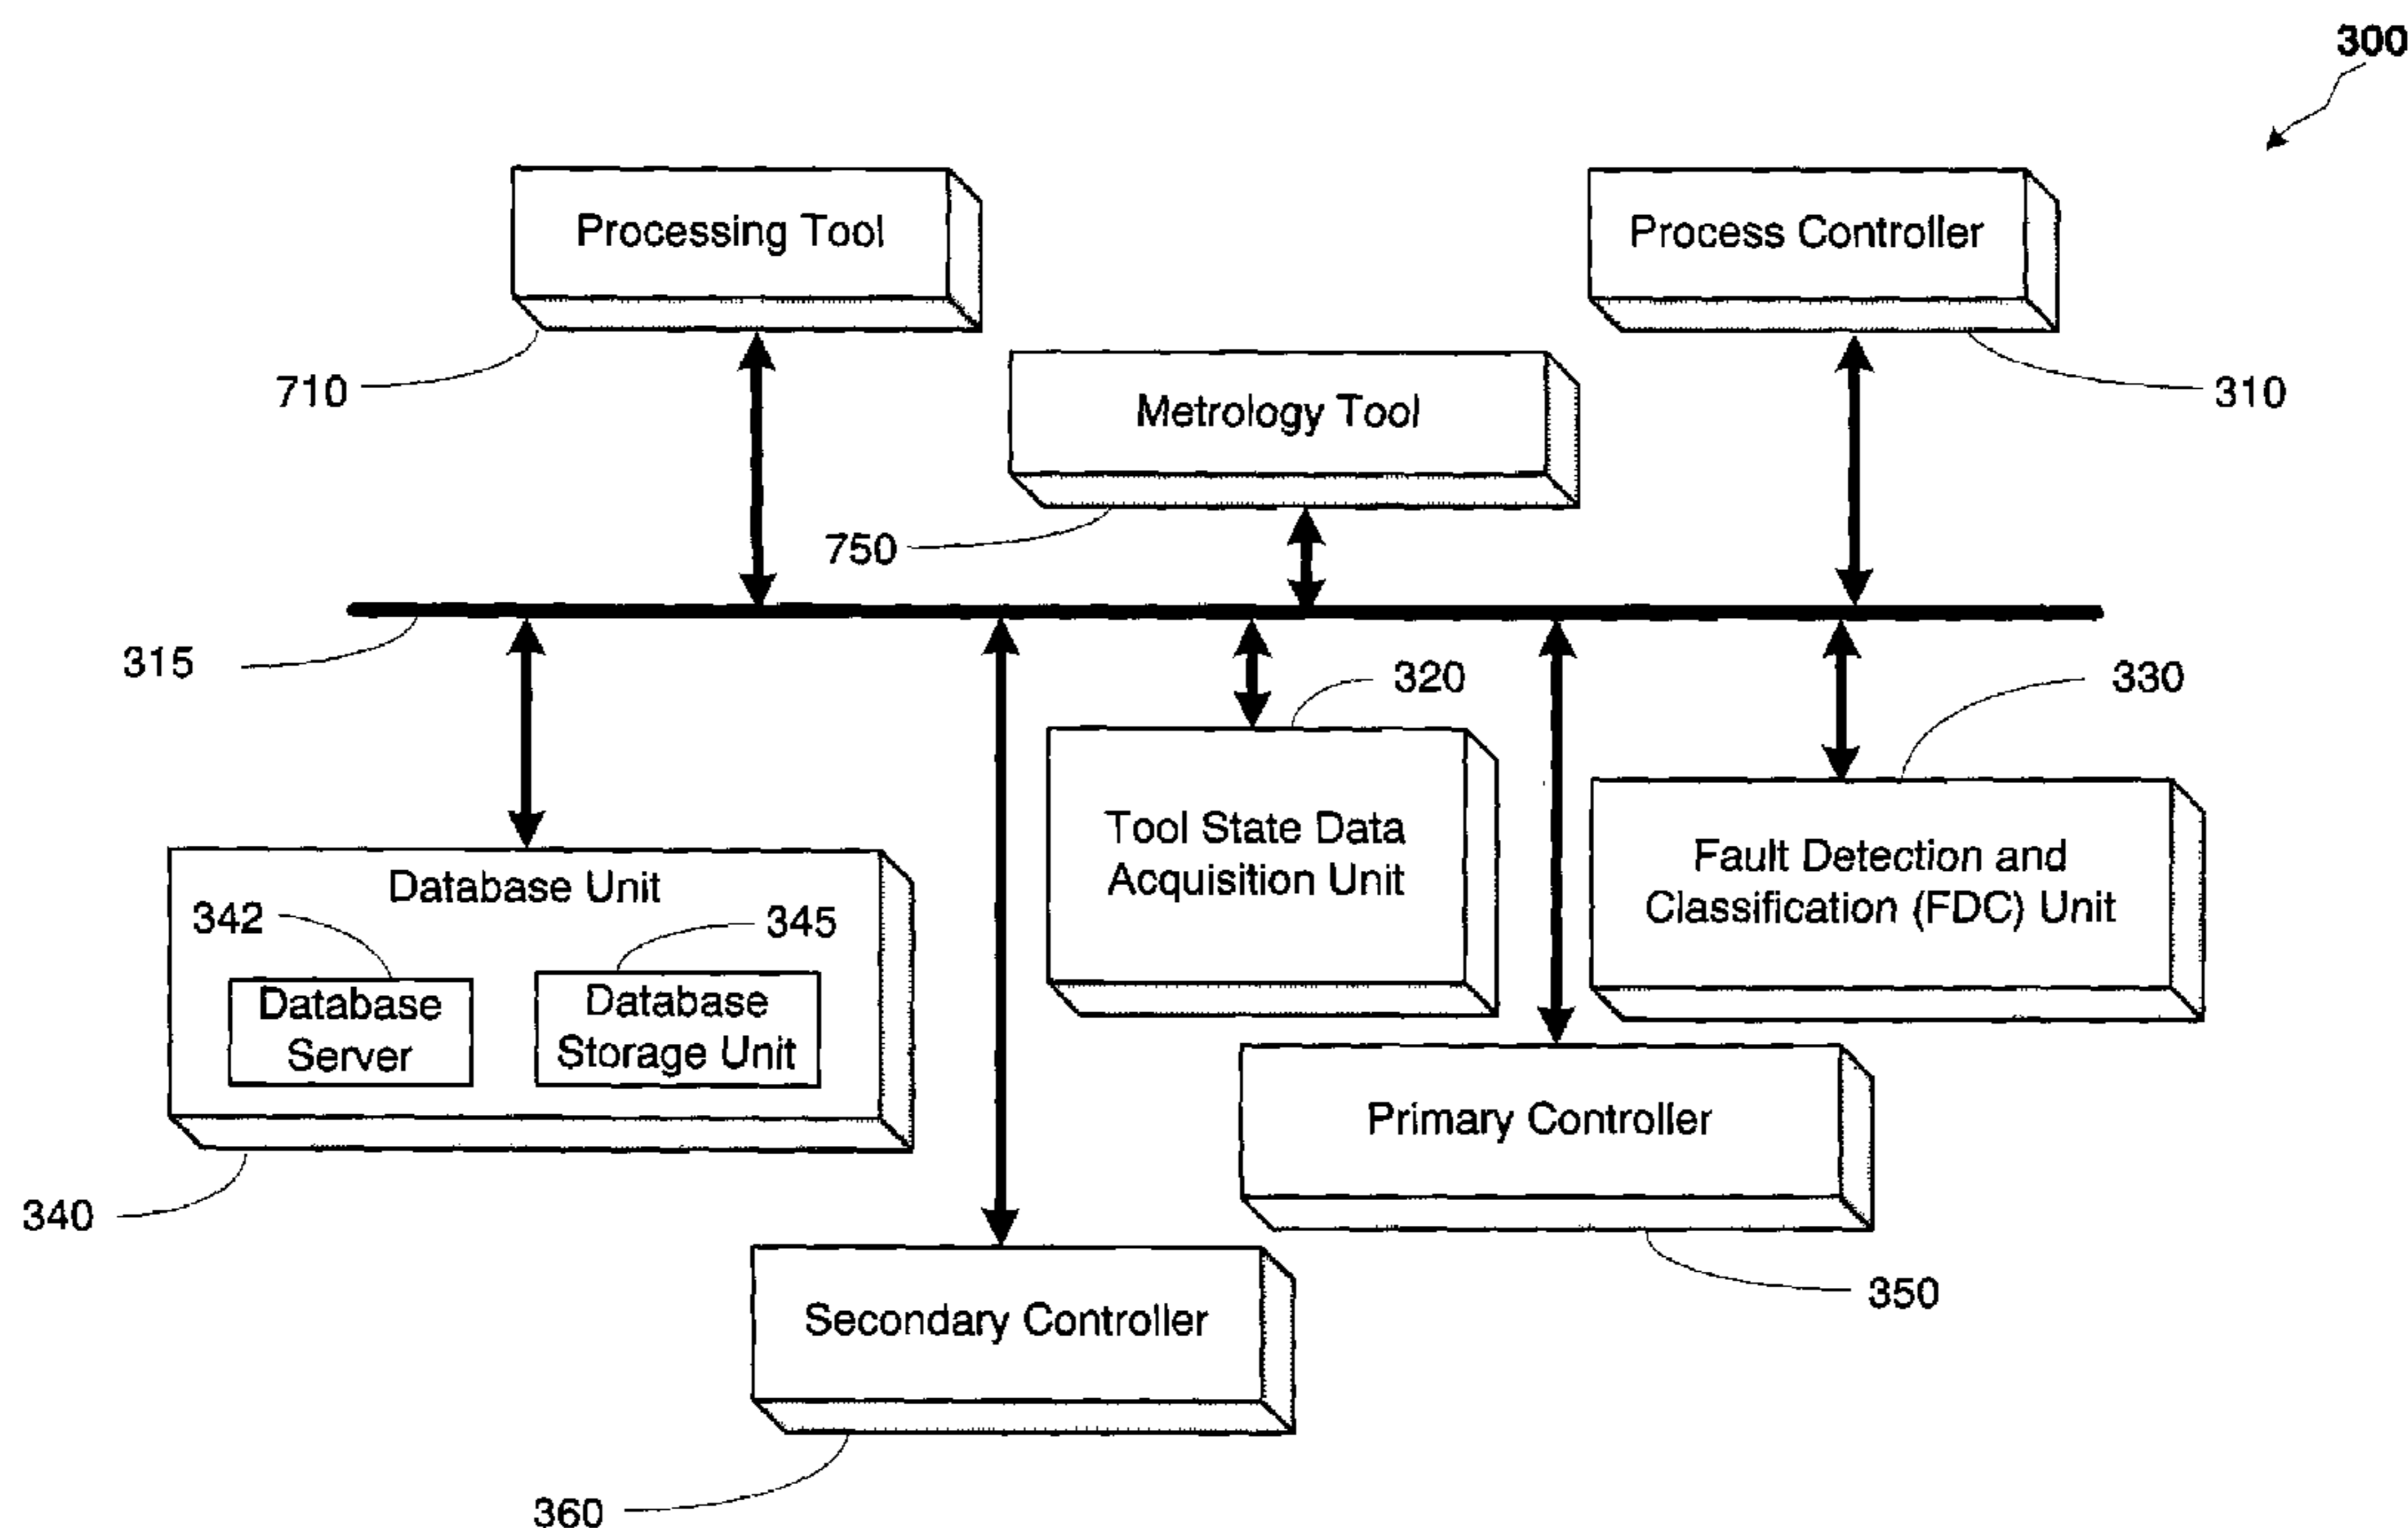 300
Processing Tool
Process Controller
710
Metrology Tool
310
750
315
320
330
Tool State Data
Acquisition Unit
Fault Detection and
Classification (FDC) Unit
Database Unit
342
345
Database
Server
Database
Storage Unit
Primary Controller
340
350
Secondary Controller
360